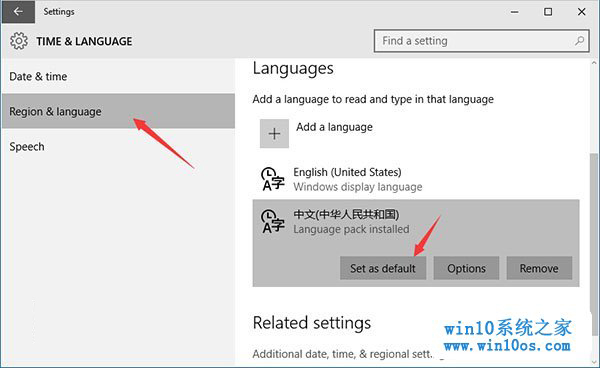 Settings
TIME & LANGUAGE
Find a setting
Date & time
Region & language
Speech
Languages
Add a language to read and type in that language
Add a language
English (United States)
Windows display language
中文(中华人民共和国)
Language pack installed
Set as default
Options
Remove
Related settings
Additional date, time, & regional
win10系统之家
www.win10os.com